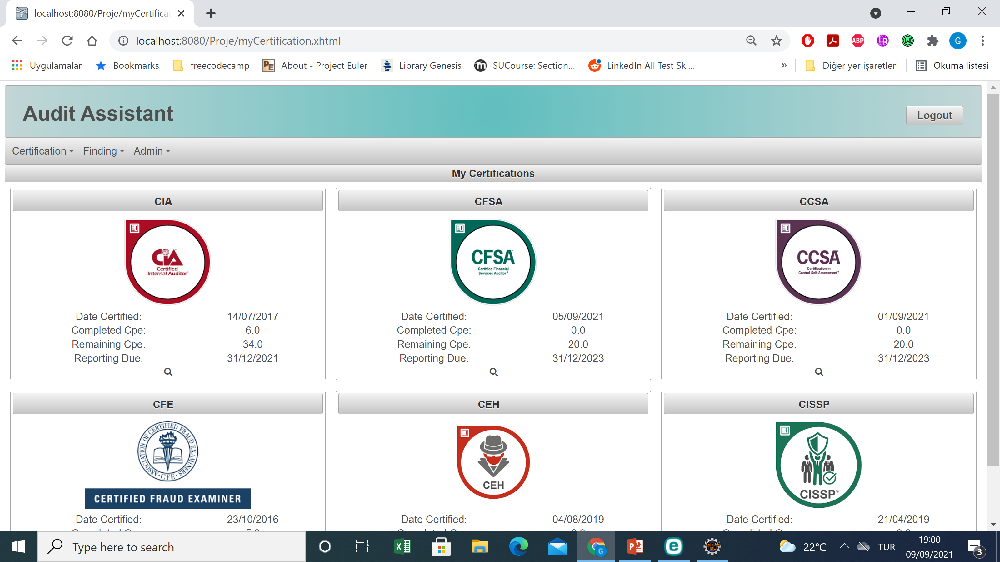 localhost:8080/Proje/myCertificat
localhost:8080/Proje/myCertification.xhtml
ABP
G
Uygulamalar
Bookmarks
freecodecamp
PE
About - Project Euler
Library Genesis
m
SUCourse: Section...
LinkedIn All Test Ski...
»
Diğer yer işaretleri
Okuma listesi
Audit Assistant
Logout
Certification
Finding
Admin
My Certifications
CIA
CFSA
CCSA
CIA
Certified
Internal Auditor®
CFSA
Certified Financial
Services Auditor®
CCSA
Certification in
Control Self-Assessment®
Date Certified: 14/07/2017
Completed Cpe: 6.0
Remaining Cpe: 34.0
Reporting Due: 31/12/2021
Date Certified: 05/09/2021
Completed Cpe: 0.0
Remaining Cpe: 20.0
Reporting Due: 31/12/2023
Date Certified: 01/09/2021
Completed Cpe: 0.0
Remaining Cpe: 20.0
Reporting Due: 31/12/2023
CFE
CEH
CISSP
ASSOCIATION OF CERTIFIED FRAUD EXAMINERS
·CFE·
CERTIFIED FRAUD EXAMINER
CEH
CISSP®
Date Certified: 23/10/2016
Date Certified: 04/08/2019
Date Certified: 21/04/2019
Type here to search
X
G
P
e
Java EE
IDE
22°C
TUR
19:00
09/09/2021
3